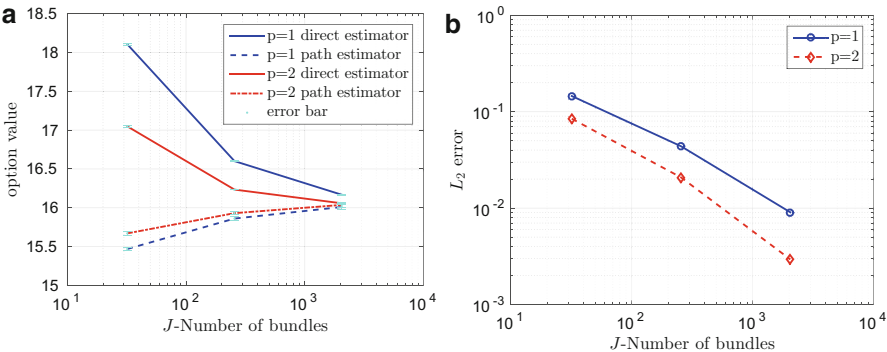 a
18.5
18
17.5
17
16.5
16
15.5
15
option value
10^1
10^2
10^3
10^4
J-Number of bundles
p=1 direct estimator
p=1 path estimator
p=2 direct estimator
p=2 path estimator
error bar
b
10^0
10^-1
10^-2
10^-3
L_2 error
10^1
10^2
10^3
10^4
J-Number of bundles
p=1
p=2